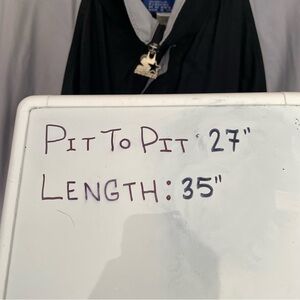 PIT TO PIT: 27"
LENGTH: 35"